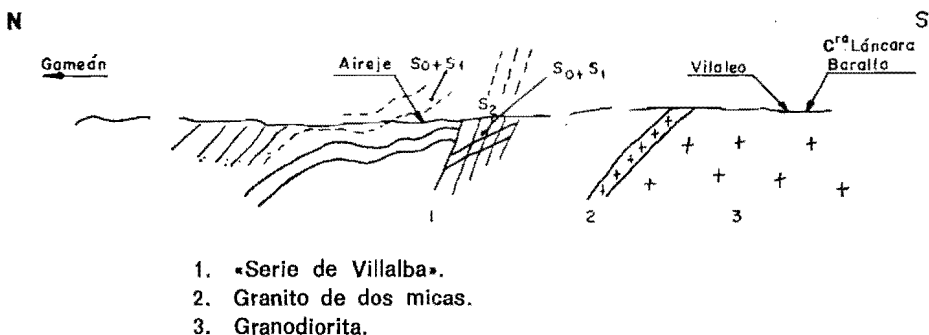 N S
Gomeán Aireje S0+S1 S0+S1 Vilaleo Cra Láncara
Baralla
S2
1 2 3
1. «Serie de Villalba».
2. Granito de dos micas.
3. Granodiorita.